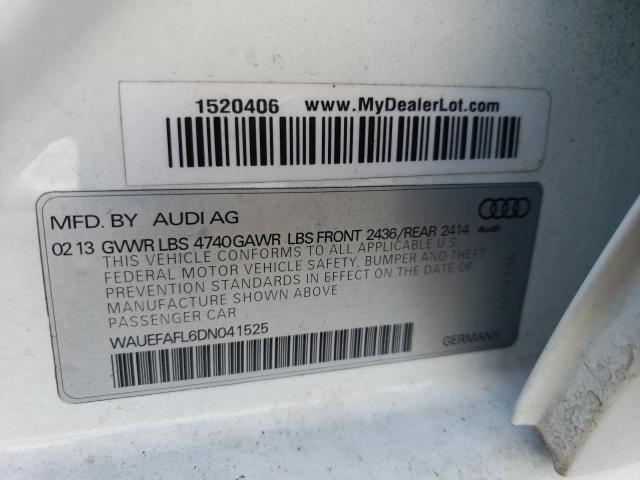 1520406 www.MyDealerLot.com
MFD. BY AUDI AG
02 13 GVWR LBS 4740 GAWR LBS FRONT 2436/REAR 2414
Audi
THIS VEHICLE CONFORMS TO ALL APPLICABLE U S
FEDERAL MOTOR VEHICLE SAFETY, BUMPER AND THEFT
PREVENTION STANDARDS IN EFFECT ON THE DATE OF
MANUFACTURE SHOWN ABOVE
PASSENGER CAR
WAUEFAFL6DN041525
GERMANY